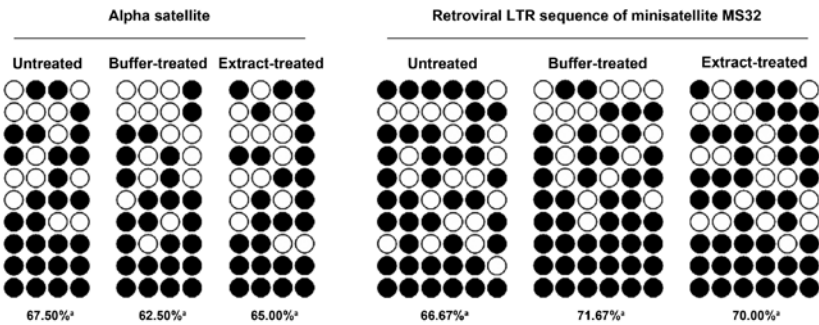 Alpha satellite Retroviral LTR sequence of minisatellite MS32
Untreated Buffer-treated Extract-treated Untreated Buffer-treated Extract-treated
67.50%ᵃ 62.50%ᵃ 65.00%ᵃ 66.67%ᵃ 71.67%ᵃ 70.00%ᵃ